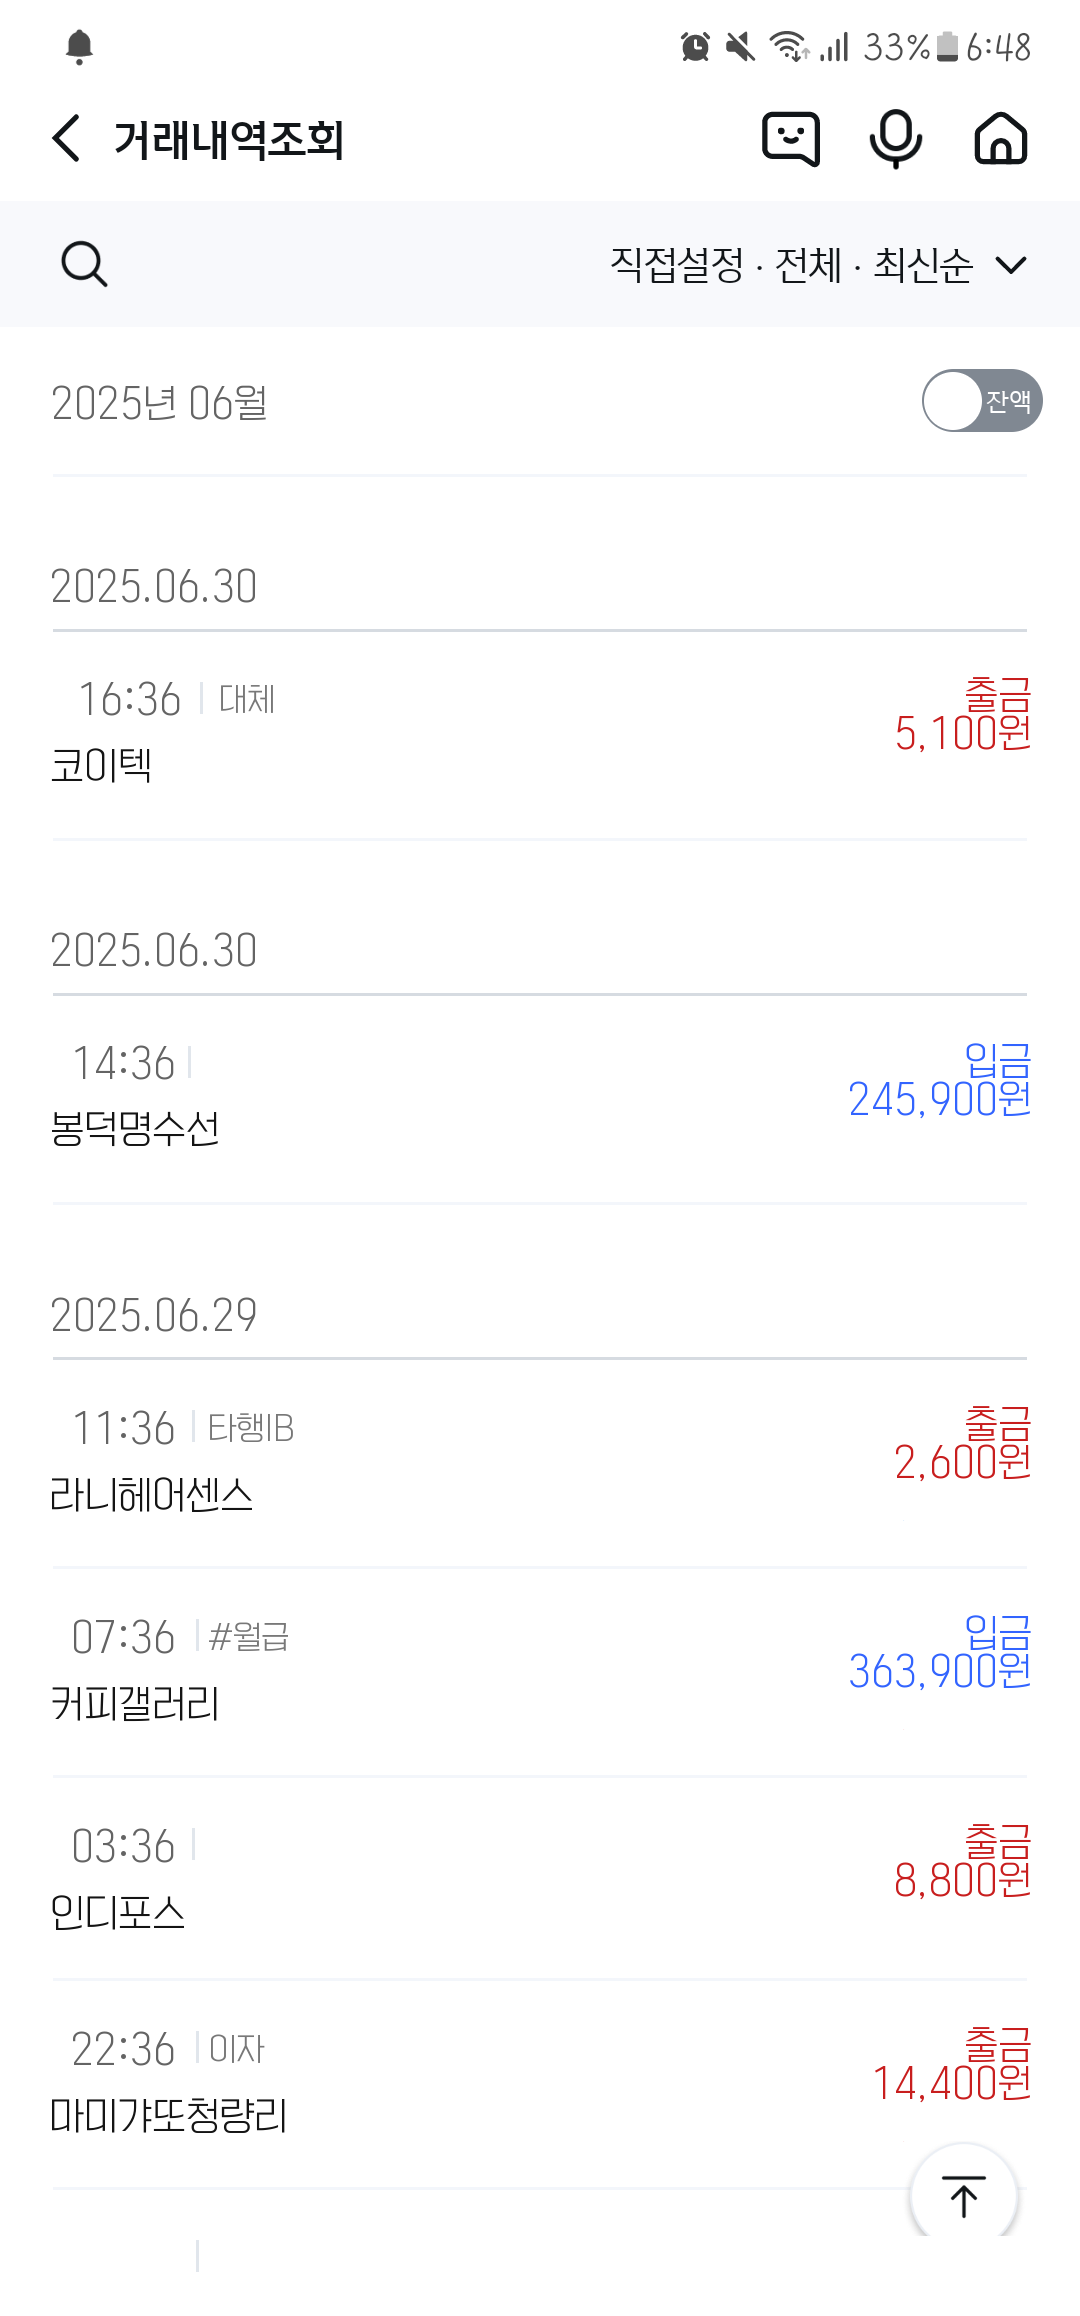 33% 6:48
거래내역조회
직접설정 · 전체 · 최신순
2025년 06월
잔액
2025.06.30
16:36 대체
출금
5,100원
코이텍
2025.06.30
14:36
입금
245,900원
봉덕명수선
2025.06.29
11:36 타행IB
출금
2,600원
라니헤어센스
07:36 #월급
입금
363,900원
커피갤러리
03:36
출금
8,800원
인디포스
22:36 이자
출금
14,400원
마미갸또청량리